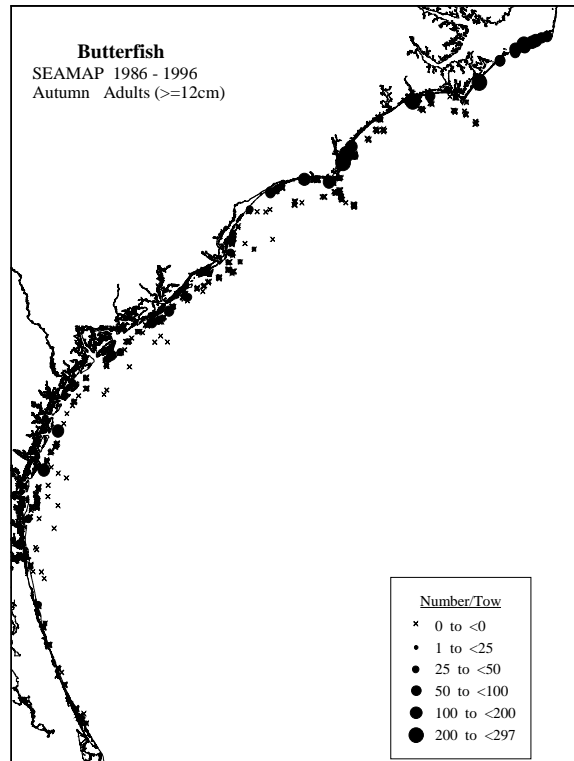 Butterfish
SEAMAP 1986 - 1996
Autumn Adults (>=12cm)
Number/Tow
0 to <0
1 to <25
25 to <50
50 to <100
100 to <200
200 to <297